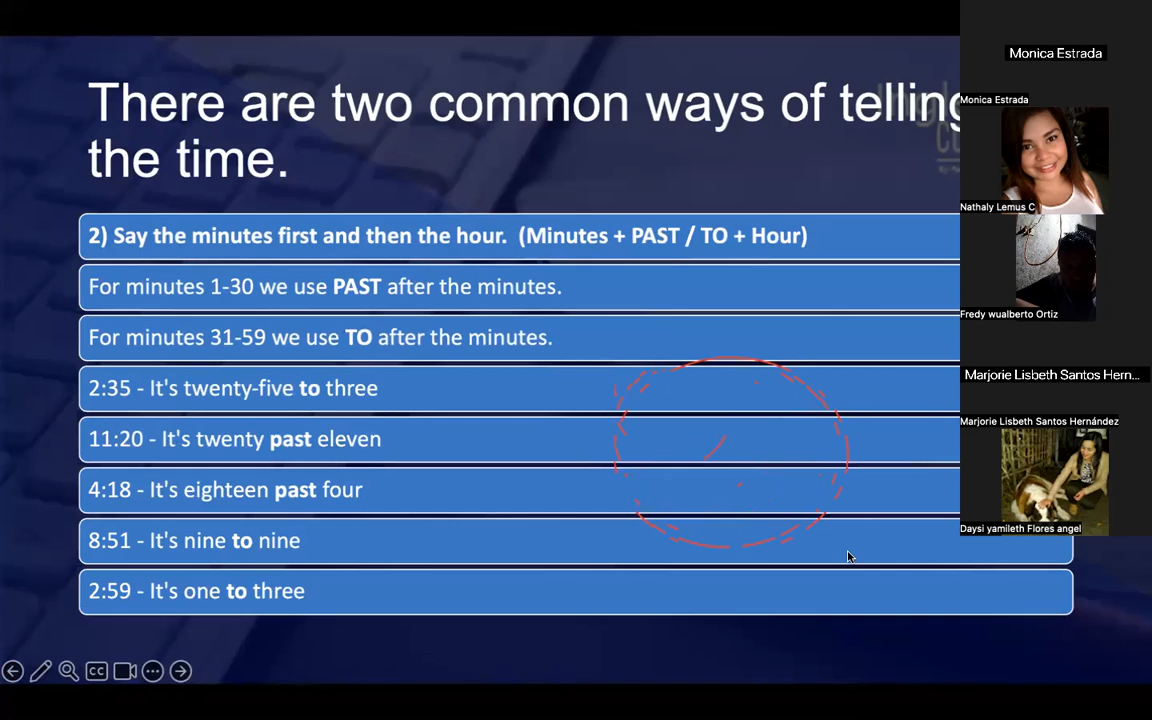 There are two common ways of telling
the time.
2) Say the minutes first and then the hour. (Minutes + PAST / TO + Hour)
For minutes 1-30 we use PAST after the minutes.
For minutes 31-59 we use TO after the minutes.
2:35 - It's twenty-five to three
11:20 - It's twenty past eleven
4:18 - It's eighteen past four
8:51 - It's nine to nine
2:59 - It's one to three
CC
Monica Estrada
Monica Estrada
Nathaly Lemus C
Fredy wualberto Ortiz
Marjorie Lisbeth Santos Hern...
Marjorie Lisbeth Santos Hernández
Daysi yamileth Flores angel